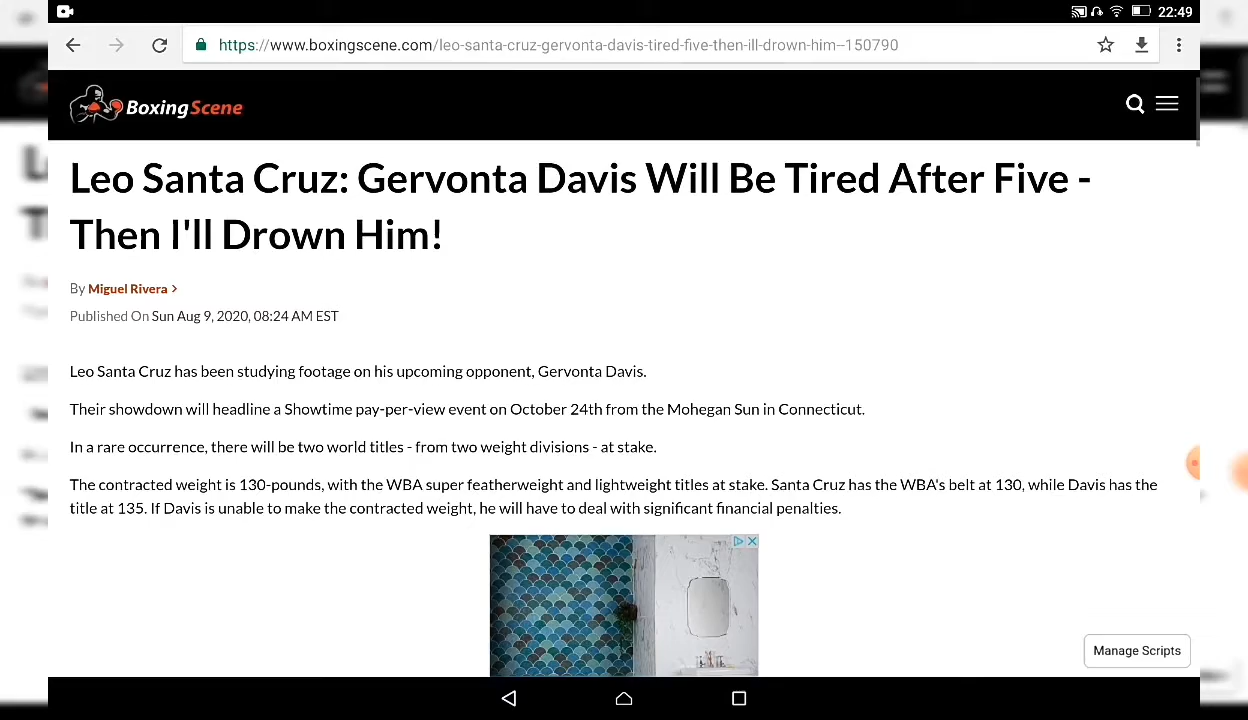 22:49
https://www.boxingscene.com/leo-santa-cruz-gervonta-davis-tired-five-then-ill-drown-him--150790
BoxingScene
Leo Santa Cruz: Gervonta Davis Will Be Tired After Five -
Then I'll Drown Him!
By Miguel Rivera >
Published On Sun Aug 9, 2020, 08:24 AM EST
Leo Santa Cruz has been studying footage on his upcoming opponent, Gervonta Davis.
Their showdown will headline a Showtime pay-per-view event on October 24th from the Mohegan Sun in Connecticut.
In a rare occurrence, there will be two world titles - from two weight divisions - at stake.
The contracted weight is 130-pounds, with the WBA super featherweight and lightweight titles at stake. Santa Cruz has the WBA's belt at 130, while Davis has the
title at 135. If Davis is unable to make the contracted weight, he will have to deal with significant financial penalties.
Manage Scripts